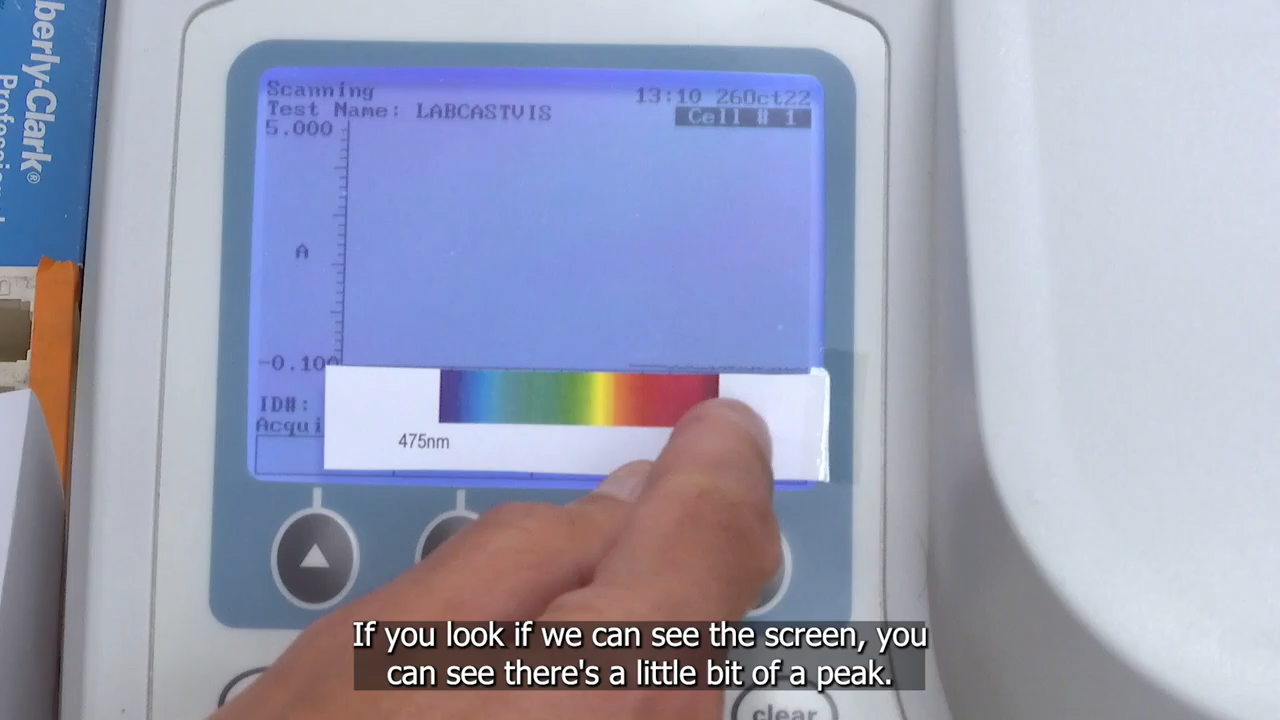 berly-Clark®
Scanning
13:10 26Oct22
Test Name: LABCASTVIS
Cell # 1
5.000
A
-0.100
ID#:
Acqui
475nm
clear
If you look if we can see the screen, you
can see there's a little bit of a peak.